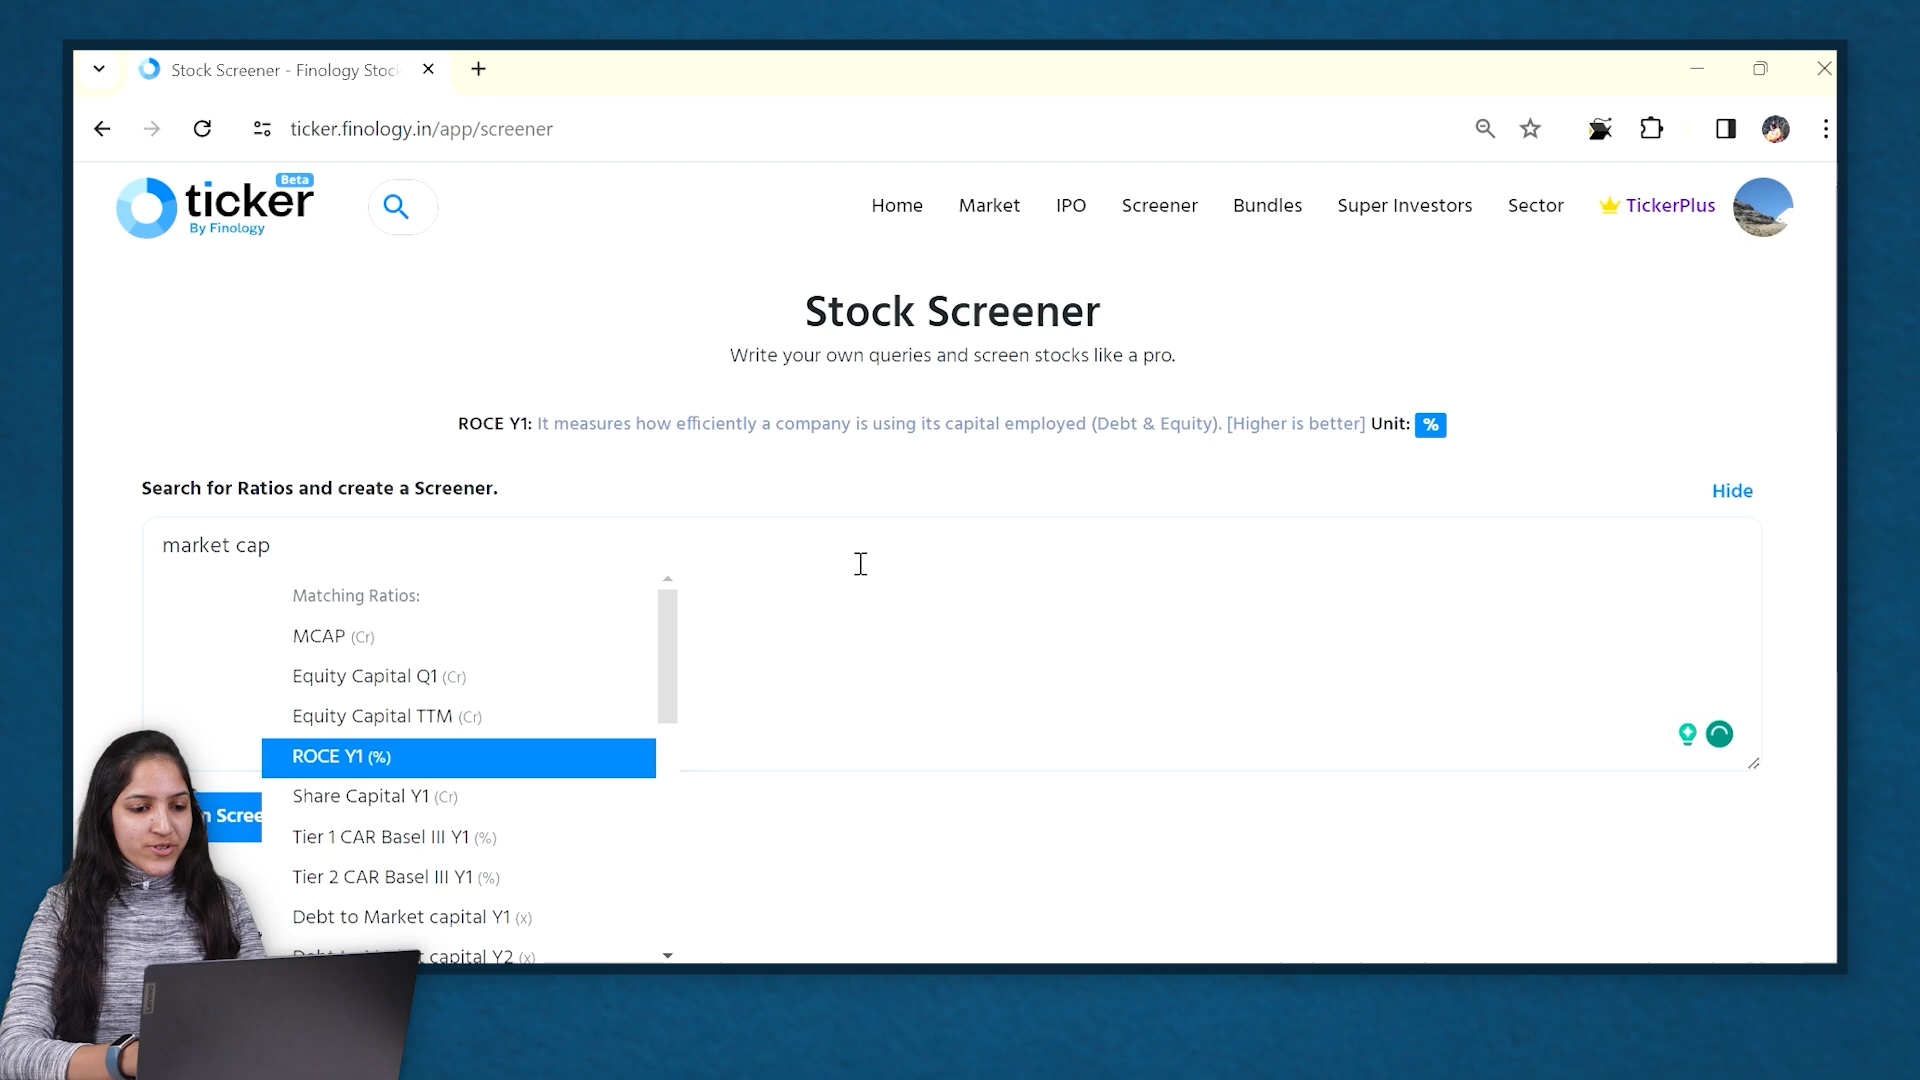 Stock Screener - Finology Stoc
ticker.finology.in/app/screener
ticker Beta
By Finology
Home Market IPO Screener Bundles Super Investors Sector TickerPlus
Stock Screener
Write your own queries and screen stocks like a pro.
ROCE Y1: It measures how efficiently a company is using its capital employed (Debt & Equity). [Higher is better] Unit: %
Search for Ratios and create a Screener.
Hide
market cap
Matching Ratios:
MCAP (Cr)
Equity Capital Q1 (Cr)
Equity Capital TTM (Cr)
ROCE Y1 (%)
Share Capital Y1 (Cr)
n Scree
Tier 1 CAR Basel III Y1 (%)
Tier 2 CAR Basel III Y1 (%)
Debt to Market capital Y1 (x)
capital Y2 (x)
Lenovo